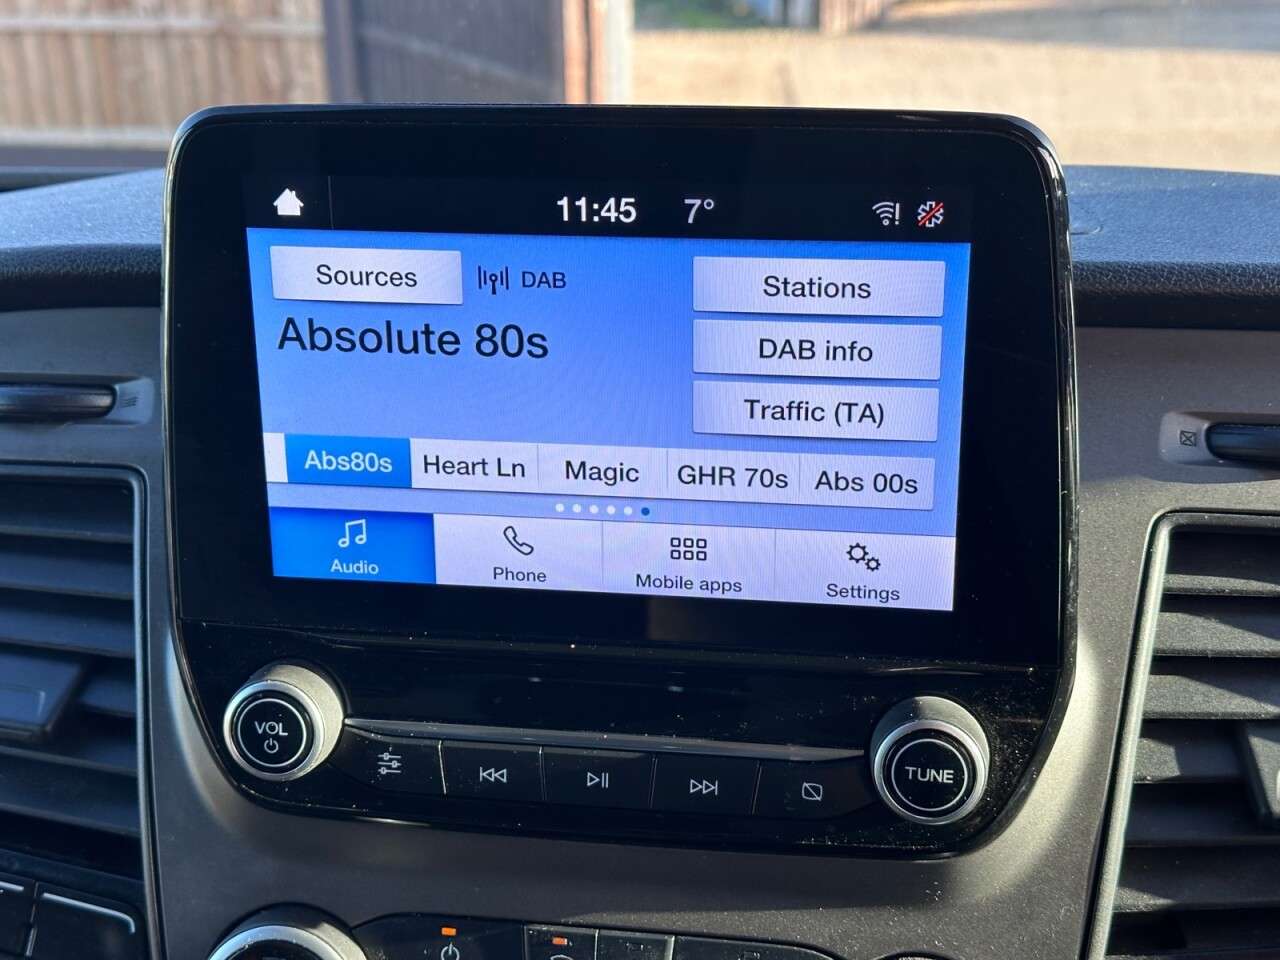 11:45 7°
Sources DAB
Absolute 80s
Stations
DAB info
Traffic (TA)
Abs80s Heart Ln Magic GHR 70s Abs 00s
Audio Phone Mobile apps Settings
VOL
TUNE